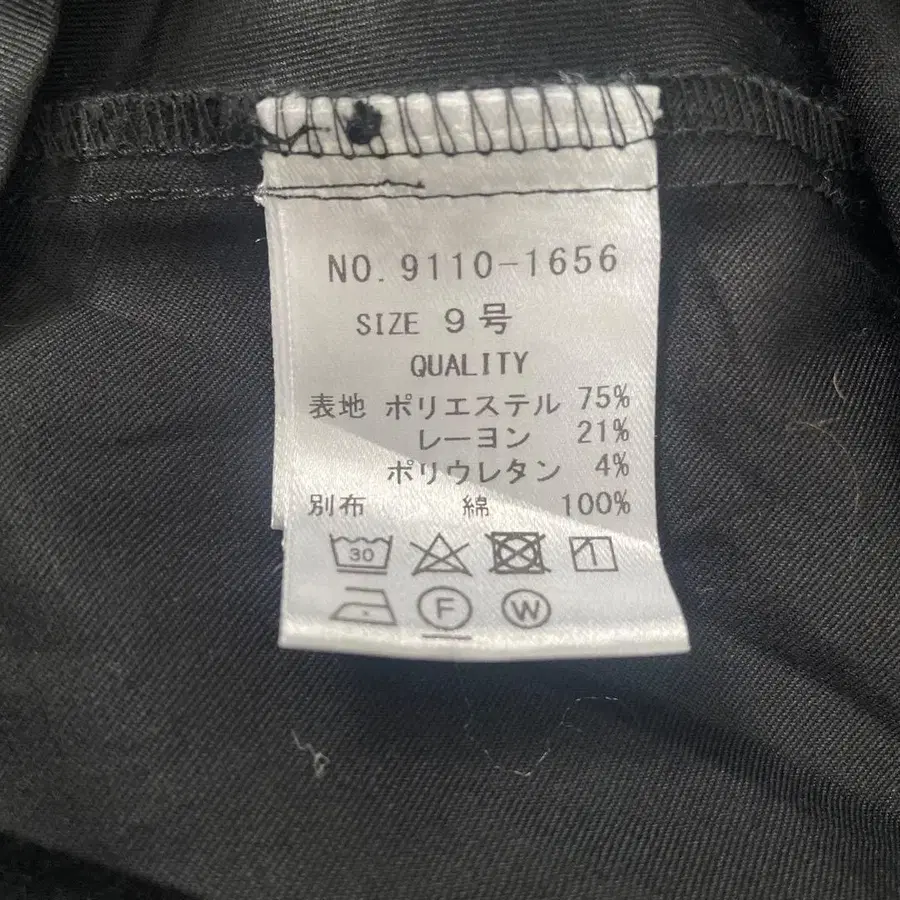 NO. 9110-1656
SIZE 9号
QUALITY
表地 ポリエステル 75%
レーヨン 21%
ポリウレタン 4%
別布 綿 100%
30
F W